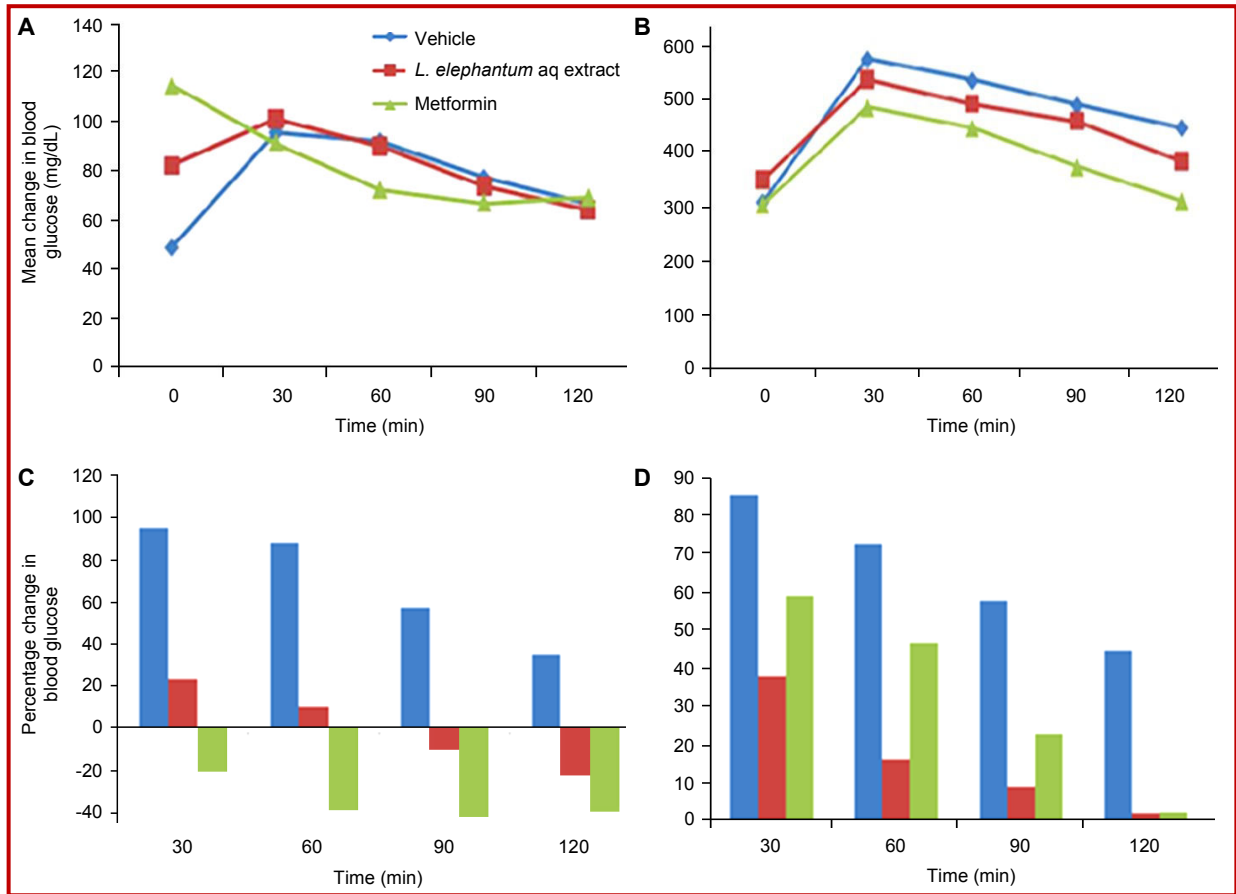 A
Mean change in blood
glucose (mg/dL)
140
120
100
80
60
40
20
0
Vehicle
L. elephantum aq extract
Metformin
0 30 60 90 120
Time (min)
B
600
500
400
300
200
100
0
0 30 60 90 120
Time (min)
C
Percentage change in
blood glucose
120
100
80
60
40
20
0
-20
-40
30 60 90 120
Time (min)
D
90
80
70
60
50
40
30
20
10
0
30 60 90 120
Time (min)